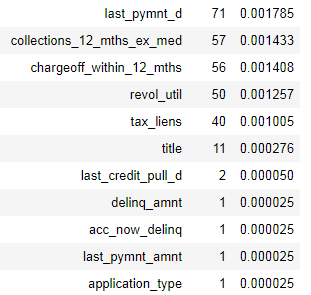 last_pymnt_d 71 0.001785
collections_12_mths_ex_med 57 0.001433
chargeoff_within_12_mths 56 0.001408
revol_util 50 0.001257
tax_liens 40 0.001005
title 11 0.000276
last_credit_pull_d 2 0.000050
delinq_amnt 1 0.000025
acc_now_delinq 1 0.000025
last_pymnt_amnt 1 0.000025
application_type 1 0.000025